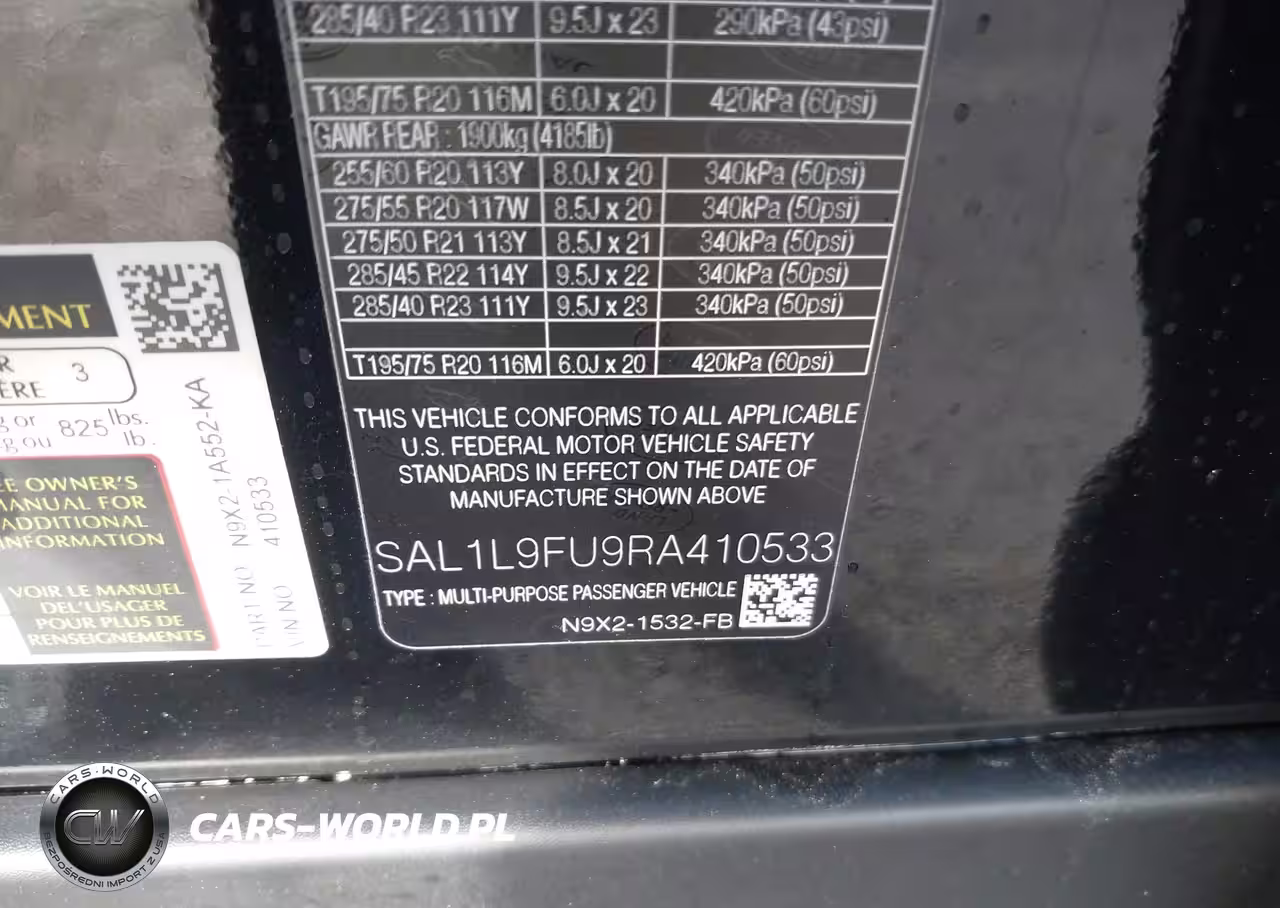 285/40 R23 111Y 9.5J x 23 290kPa (43psi)
T195/75 R20 116M 6.0J x 20 420kPa (60psi)
GAWR REAR : 1900kg (4185lb)
255/60 R20 113Y 8.0J x 20 340kPa (50psi)
275/55 R20 117W 8.5J x 20 340kPa (50psi)
275/50 R21 113Y 8.5J x 21 340kPa (50psi)
285/45 R22 114Y 9.5J x 22 340kPa (50psi)
285/40 R23 111Y 9.5J x 23 340kPa (50psi)
T195/75 R20 116M 6.0J x 20 420kPa (60psi)
THIS VEHICLE CONFORMS TO ALL APPLICABLE
U.S. FEDERAL MOTOR VEHICLE SAFETY
STANDARDS IN EFFECT ON THE DATE OF
MANUFACTURE SHOWN ABOVE
SAL1L9FU9RA410533
TYPE : MULTI-PURPOSE PASSENGER VEHICLE
N9X2-1532-FB
MENT
R
ÈRE 3
g or 825 lbs.
g ou lb.
E OWNER'S
MANUAL FOR
ADDITIONAL
INFORMATION
VOIR LE MANUEL
DEL'USAGER
POUR PLUS DE
RENSEIGNEMENTS
PART NO N9X2-1A552-KA
VIN NO 410533
CARS-WORLD
CW
BEZPOŚREDNI IMPORT Z USA
CARS-WORLD.PL